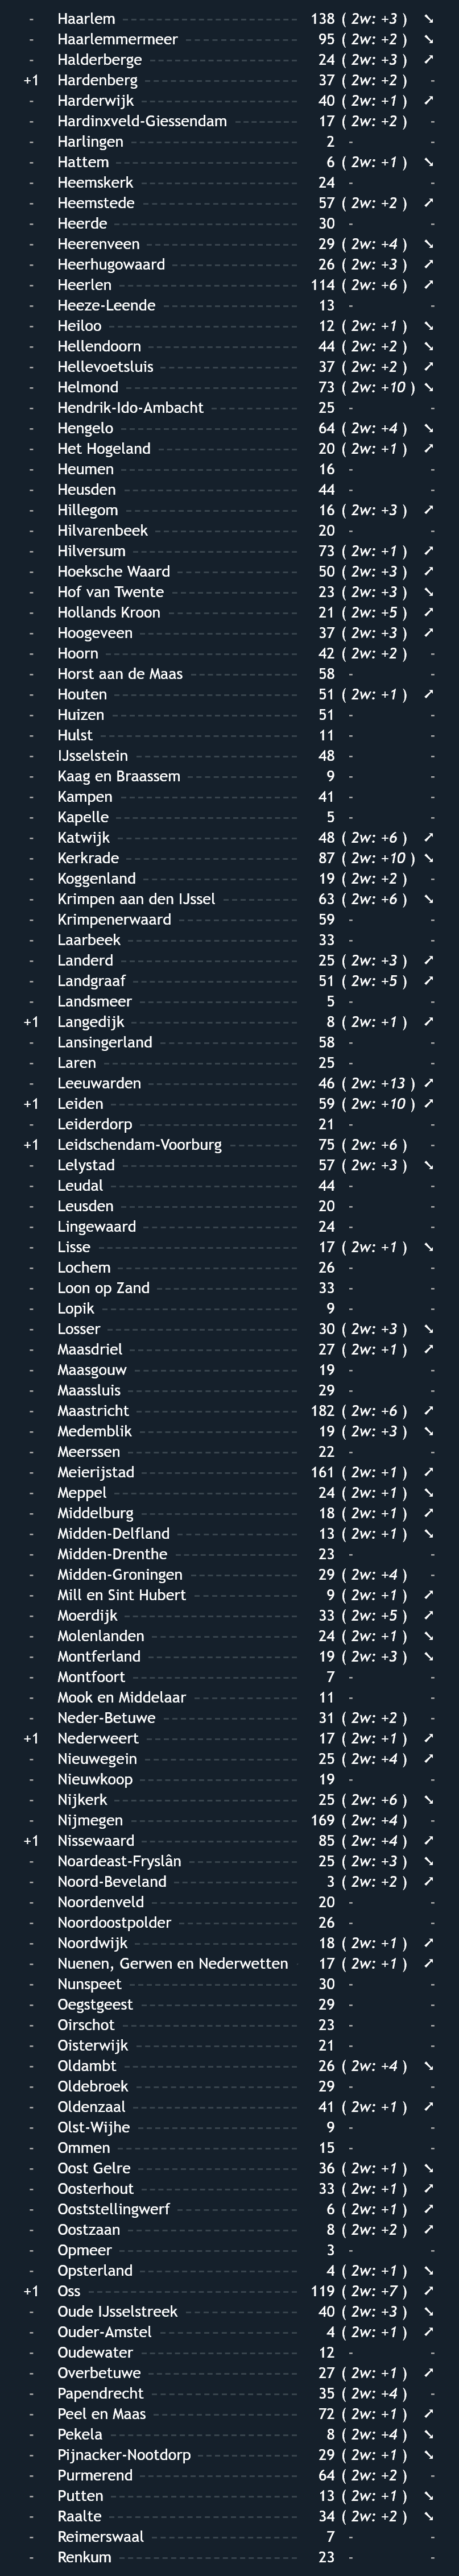 - Haarlem 138 ( 2w: +3 ) ↘
- Haarlemmermeer 95 ( 2w: +2 ) ↘
- Halderberge 24 ( 2w: +3 ) ↗
+1 Hardenberg 37 ( 2w: +2 ) -
- Harderwijk 40 ( 2w: +1 ) ↗
- Hardinxveld-Giessendam 17 ( 2w: +2 ) -
- Harlingen 2 - -
- Hattem 6 ( 2w: +1 ) ↘
- Heemskerk 24 - -
- Heemstede 57 ( 2w: +2 ) ↗
- Heerde 30 - -
- Heerenveen 29 ( 2w: +4 ) ↘
- Heerhugowaard 26 ( 2w: +3 ) ↗
- Heerlen 114 ( 2w: +6 ) ↗
- Heeze-Leende 13 - -
- Heiloo 12 ( 2w: +1 ) ↘
- Hellendoorn 44 ( 2w: +2 ) ↘
- Hellevoetsluis 37 ( 2w: +2 ) ↗
- Helmond 73 ( 2w: +10 ) ↘
- Hendrik-Ido-Ambacht 25 - -
- Hengelo 64 ( 2w: +4 ) ↘
- Het Hogeland 20 ( 2w: +1 ) ↗
- Heumen 16 - -
- Heusden 44 - -
- Hillegom 16 ( 2w: +3 ) ↗
- Hilvarenbeek 20 - -
- Hilversum 73 ( 2w: +1 ) ↗
- Hoeksche Waard 50 ( 2w: +3 ) ↗
- Hof van Twente 23 ( 2w: +3 ) ↘
- Hollands Kroon 21 ( 2w: +5 ) ↗
- Hoogeveen 37 ( 2w: +3 ) ↗
- Hoorn 42 ( 2w: +2 ) -
- Horst aan de Maas 58 - -
- Houten 51 ( 2w: +1 ) ↗
- Huizen 51 - -
- Hulst 11 - -
- IJsselstein 48 - -
- Kaag en Braassem 9 - -
- Kampen 41 - -
- Kapelle 5 - -
- Katwijk 48 ( 2w: +6 ) ↗
- Kerkrade 87 ( 2w: +10 ) ↘
- Koggenland 19 ( 2w: +2 ) -
- Krimpen aan den IJssel 63 ( 2w: +6 ) ↘
- Krimpenerwaard 59 - -
- Laarbeek 33 - -
- Landerd 25 ( 2w: +3 ) ↗
- Landgraaf 51 ( 2w: +5 ) ↗
- Landsmeer 5 - -
+1 Langedijk 8 ( 2w: +1 ) ↗
- Lansingerland 58 - -
- Laren 25 - -
- Leeuwarden 46 ( 2w: +13 ) ↗
+1 Leiden 59 ( 2w: +10 ) ↗
- Leiderdorp 21 - -
+1 Leidschendam-Voorburg 75 ( 2w: +6 ) -
- Lelystad 57 ( 2w: +3 ) ↘
- Leudal 44 - -
- Leusden 20 - -
- Lingewaard 24 - -
- Lisse 17 ( 2w: +1 ) ↘
- Lochem 26 - -
- Loon op Zand 33 - -
- Lopik 9 - -
- Losser 30 ( 2w: +3 ) ↘
- Maasdriel 27 ( 2w: +1 ) ↗
- Maasgouw 19 - -
- Maassluis 29 - -
- Maastricht 182 ( 2w: +6 ) ↗
- Medemblik 19 ( 2w: +3 ) ↘
- Meerssen 22 - -
- Meierijstad 161 ( 2w: +1 ) ↗
- Meppel 24 ( 2w: +1 ) ↘
- Middelburg 18 ( 2w: +1 ) ↗
- Midden-Delfland 13 ( 2w: +1 ) ↘
- Midden-Drenthe 23 - -
- Midden-Groningen 29 ( 2w: +4 ) -
- Mill en Sint Hubert 9 ( 2w: +1 ) ↗
- Moerdijk 33 ( 2w: +5 ) ↗
- Molenlanden 24 ( 2w: +1 ) ↘
- Montferland 19 ( 2w: +3 ) ↘
- Montfoort 7 - -
- Mook en Middelaar 11 - -
- Neder-Betuwe 31 ( 2w: +2 ) -
+1 Nederweert 17 ( 2w: +1 ) ↗
- Nieuwegein 25 ( 2w: +4 ) ↗
- Nieuwkoop 19 - -
- Nijkerk 25 ( 2w: +6 ) ↘
- Nijmegen 169 ( 2w: +4 ) -
+1 Nissewaard 85 ( 2w: +4 ) ↗
- Noardeast-Fryslân 25 ( 2w: +3 ) ↘
- Noord-Beveland 3 ( 2w: +2 ) ↗
- Noordenveld 20 - -
- Noordoostpolder 26 - -
- Noordwijk 18 ( 2w: +1 ) ↗
- Nuenen, Gerwen en Nederwetten 17 ( 2w: +1 ) ↗
- Nunspeet 30 - -
- Oegstgeest 29 - -
- Oirschot 23 - -
- Oisterwijk 21 - -
- Oldambt 26 ( 2w: +4 ) ↘
- Oldebroek 29 - -
- Oldenzaal 41 ( 2w: +1 ) ↗
- Olst-Wijhe 9 - -
- Ommen 15 - -
- Oost Gelre 36 ( 2w: +1 ) ↘
- Oosterhout 33 ( 2w: +1 ) ↗
- Ooststellingwerf 6 ( 2w: +1 ) ↗
- Oostzaan 8 ( 2w: +2 ) ↗
- Opmeer 3 - -
- Opsterland 4 ( 2w: +1 ) ↘
+1 Oss 119 ( 2w: +7 ) ↗
- Oude IJsselstreek 40 ( 2w: +3 ) ↘
- Ouder-Amstel 4 ( 2w: +1 ) ↗
- Oudewater 12 - -
- Overbetuwe 27 ( 2w: +1 ) ↗
- Papendrecht 35 ( 2w: +4 ) -
- Peel en Maas 72 ( 2w: +1 ) ↗
- Pekela 8 ( 2w: +4 ) ↘
- Pijnacker-Nootdorp 29 ( 2w: +1 ) ↘
- Purmerend 64 ( 2w: +2 ) -
- Putten 13 ( 2w: +1 ) ↘
- Raalte 34 ( 2w: +2 ) ↘
- Reimerswaal 7 - -
- Renkum 23 - -